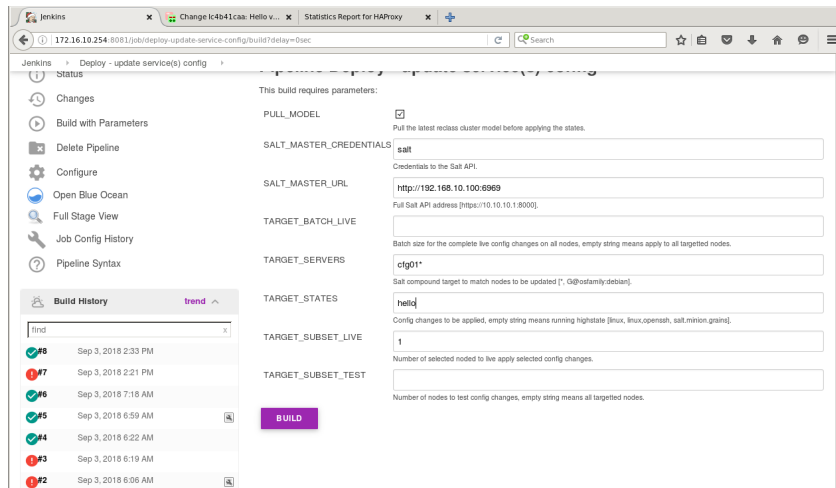 Jenkins
Change Ic4b41caa: Hello v...
Statistics Report for HAProxy
172.16.10.254:8081/job/deploy-update-service-config/build?delay=0sec
Search
Jenkins
Deploy - update service(s) config
Pipeline Deploy - update service(s) config
Status
Changes
Build with Parameters
Delete Pipeline
Configure
Open Blue Ocean
Full Stage View
Job Config History
Pipeline Syntax
Build History
trend
find
x
#8 Sep 3, 2018 2:33 PM
#7 Sep 3, 2018 2:21 PM
#6 Sep 3, 2018 7:18 AM
#5 Sep 3, 2018 6:59 AM
#4 Sep 3, 2018 6:22 AM
#3 Sep 3, 2018 6:19 AM
#2 Sep 3, 2018 6:06 AM
This build requires parameters:
PULL_MODEL
Pull the latest reclass cluster model before applying the states.
SALT_MASTER_CREDENTIALS
salt
Credentials to the Salt API.
SALT_MASTER_URL
http://192.168.10.100:6969
Full Salt API address [https://10.10.10.1:8000].
TARGET_BATCH_LIVE
Batch size for the complete live config changes on all nodes, empty string means apply to all targetted nodes.
TARGET_SERVERS
cfg01*
Salt compound target to match nodes to be updated [*, G@osfamily:debian].
TARGET_STATES
hello
Config changes to be applied, empty string means running highstate [linux, linux,openssh, salt.minion.grains].
TARGET_SUBSET_LIVE
1
Number of selected noded to live apply selected config changes.
TARGET_SUBSET_TEST
Number of nodes to test config changes, empty string means all targetted nodes.
BUILD